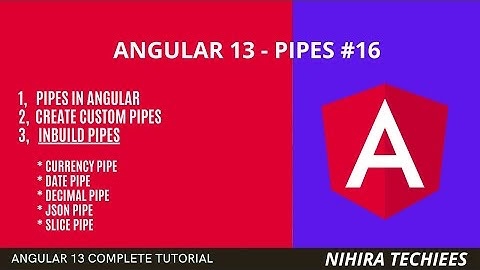 ANGULAR 13 - PIPES #16
1, PIPES IN ANGULAR
2, CREATE CUSTOM PIPES
3, INBUILD PIPES
* CURRENCY PIPE
* DATE PIPE
* DECIMAL PIPE
* JSON PIPE
* SLICE PIPE
A
ANGULAR 13 COMPLETE TUTORIAL
NIHIRA TECHIEES